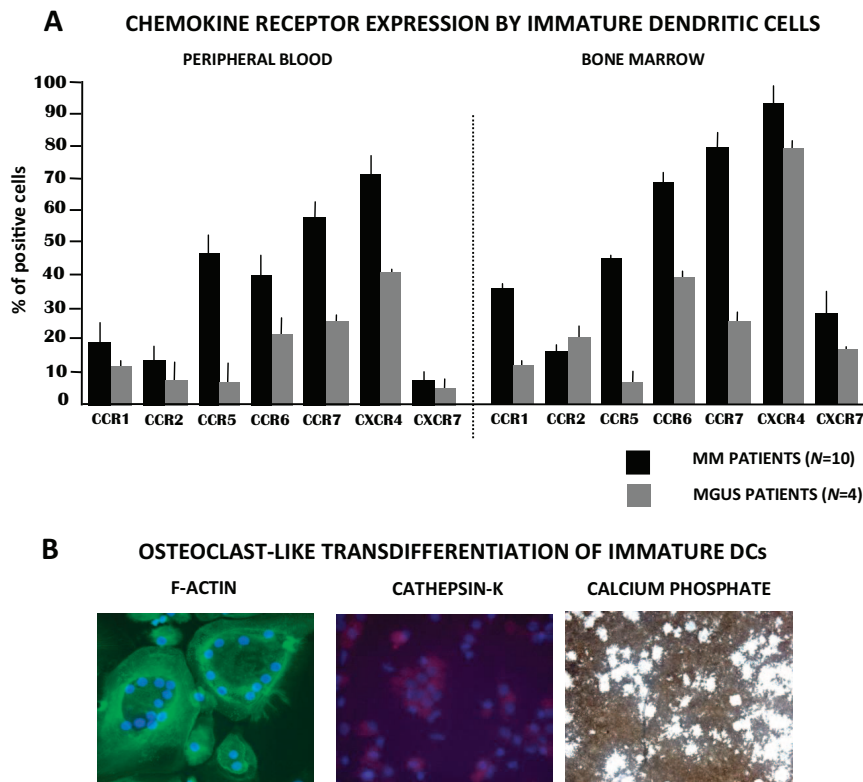 A CHEMOKINE RECEPTOR EXPRESSION BY IMMATURE DENDRITIC CELLS
PERIPHERAL BLOOD BONE MARROW
% of positive cells
100
90
80
70
60
50
40
30
20
10
0
CCR1 CCR2 CCR5 CCR6 CCR7 CXCR4 CXCR7 CCR1 CCR2 CCR5 CCR6 CCR7 CXCR4 CXCR7
MM PATIENTS (N=10)
MGUS PATIENTS (N=4)
B OSTEOCLAST-LIKE TRANSDIFFERENTIATION OF IMMATURE DCs
F-ACTIN CATHEPSIN-K CALCIUM PHOSPHATE